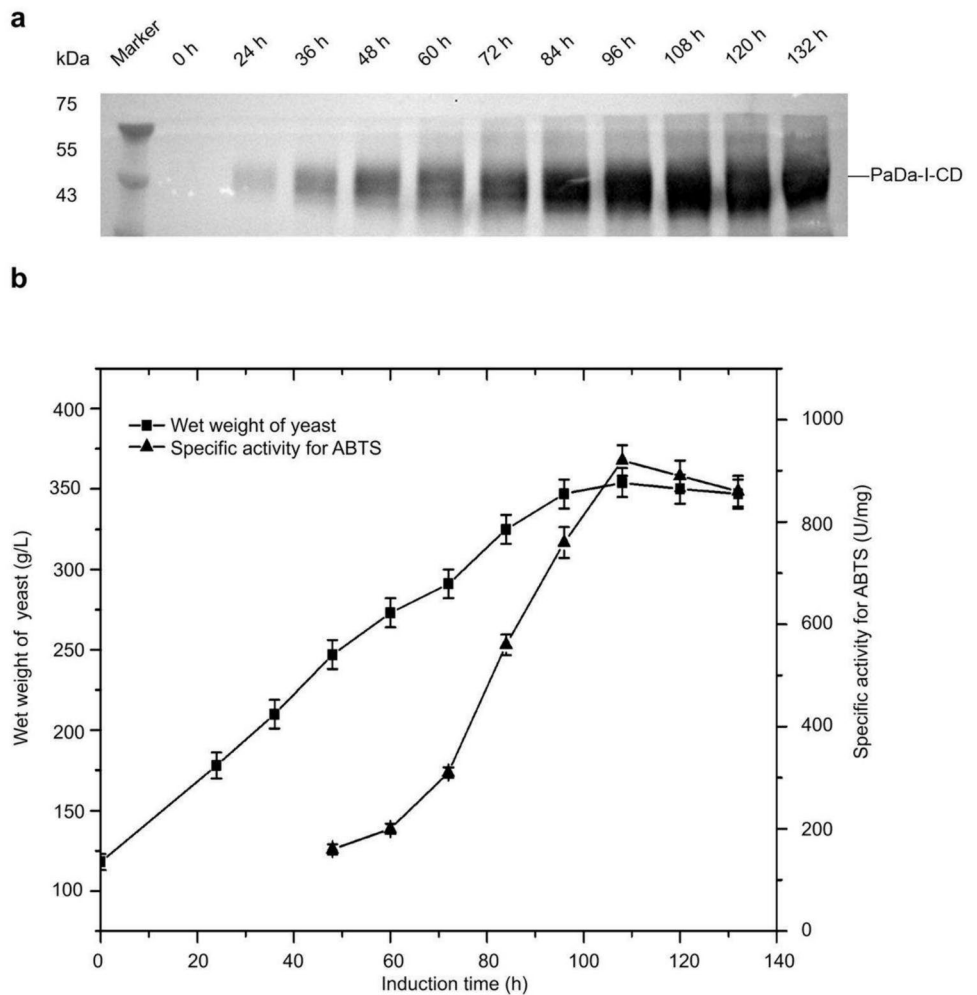 a
kDa Marker 0 h 24 h 36 h 48 h 60 h 72 h 84 h 96 h 108 h 120 h 132 h
75
55
43
PaDa-I-CD
b
Wet weight of yeast (g/L)
400
350
300
250
200
150
100
Wet weight of yeast
Specific activity for ABTS
1000
800
600
400
200
0
Specific activity for ABTS (U/mg)
0 20 40 60 80 100 120 140
Induction time (h)